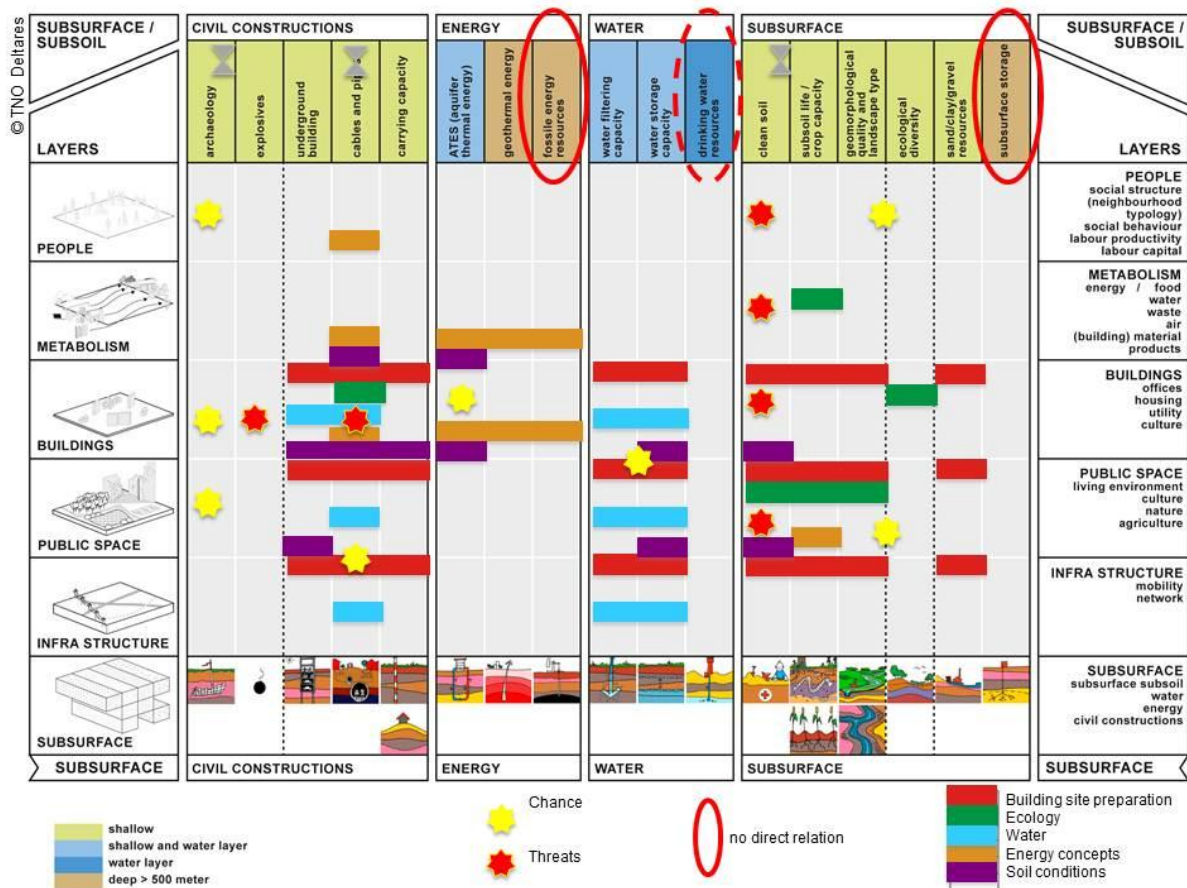 ©TNO Deltares
SUBSURFACE /
SUBSOIL
LAYERS
CIVIL CONSTRUCTIONS
archaeology
explosives
underground
building
cables and
carrying capacity
ENERGY
ATES (aquifer
thermal energy)
geothermal energy
fossile energy
resources
WATER
water filtering
capacity
water storage
capacity
drinking water
resources
SUBSURFACE
clean soil
subsoil life /
crop capacity
geomorphological
quality and
landscape type
ecological
diversity
sand/clay/gravel
resources
subsurface storage
SUBSURFACE /
SUBSOIL
LAYERS
PEOPLE
PEOPLE
social structure
(neighbourhood
typology)
social behaviour
labour productivity
labour capital
METABOLISM
METABOLISM
energy / food
water
waste
air
(building) material
products
BUILDINGS
BUILDINGS
offices
housing
utility
culture
PUBLIC SPACE
PUBLIC SPACE
living environment
culture
nature
agriculture
INFRA STRUCTURE
INFRA STRUCTURE
mobility
network
SUBSURFACE
SUBSURFACE
subsurface subsoil
water
energy
civil constructions
SUBSURFACE
CIVIL CONSTRUCTIONS
ENERGY
WATER
SUBSURFACE
SUBSURFACE
shallow
shallow and water layer
water layer
deep > 500 meter
Chance
Threats
no direct relation
Building site preparation
Ecology
Water
Energy concepts
Soil conditions